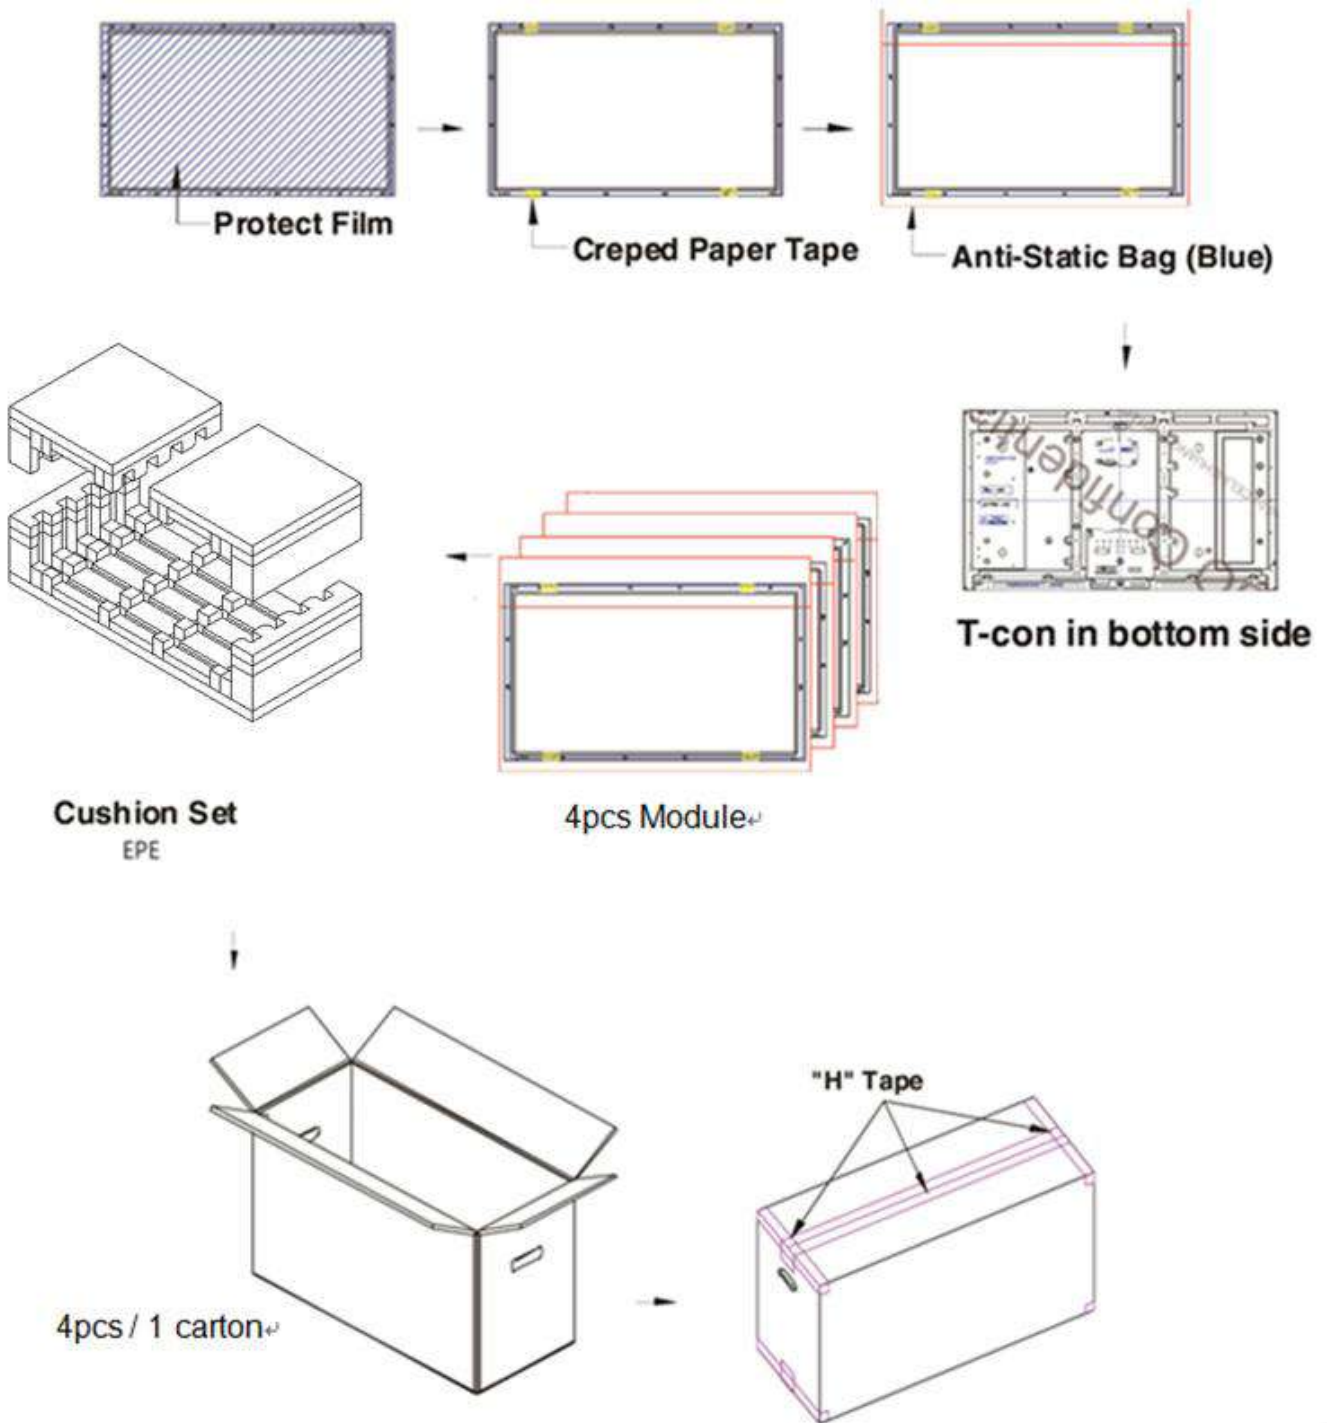 Protect Film
Creped Paper Tape
Anti-Static Bag (Blue)
T-con in bottom side
4pcs Module↵
Cushion Set
EPE
"H" Tape
4pcs / 1 carton↵